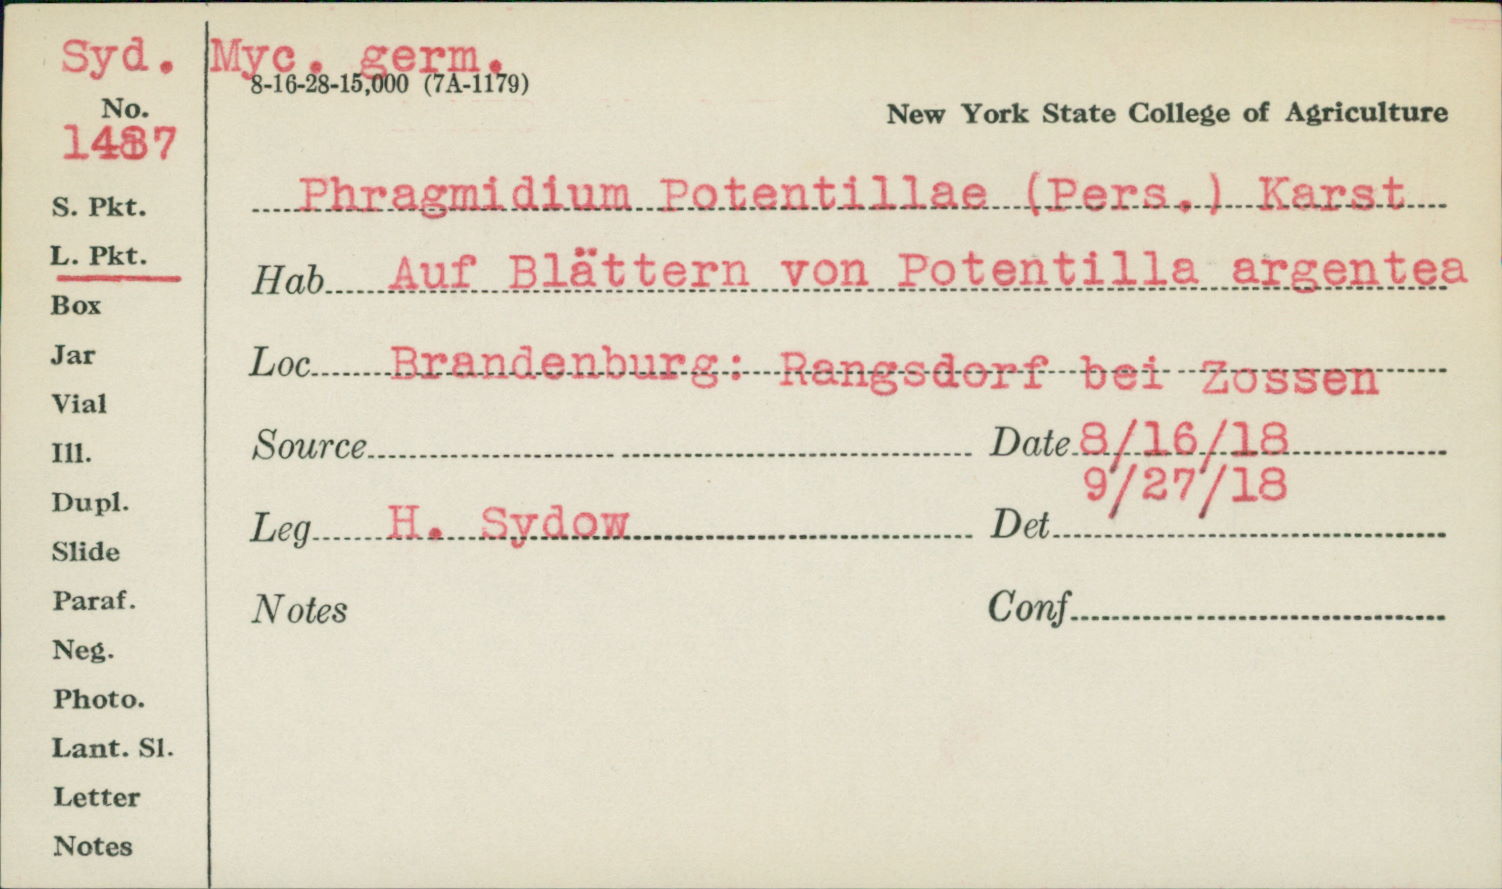 Syd. Myc. germ.
8-16-28-15,000 (7A-1179)
No.
New York State College of Agriculture
1487
Phragmidium Potentillae (Pers.) Karst
S. Pkt.
L. Pkt.
Hab Auf Blättern von Potentilla argentea
Box
Jar
Loc Brandenburg: Rangsdorf bei Zossen
Vial
Ill.
Source Date 8/16/18
9/27/18
Dupl.
Leg H. Sydow Det
Slide
Paraf.
Notes Conf
Neg.
Photo.
Lant. Sl.
Letter
Notes